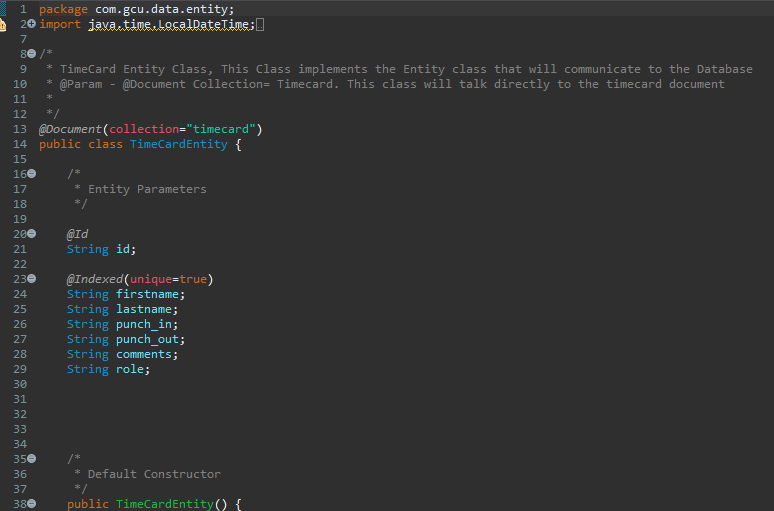 1 package com.gcu.data.entity;
2 import java.time.LocalDateTime;
7
8 /*
9 * TimeCard Entity Class, This Class implements the Entity class that will communicate to the Database
10 * @Param - @Document Collection= Timecard. This class will talk directly to the timecard document
11 *
12 */
13 @Document(collection="timecard")
14 public class TimeCardEntity {
15
16 /*
17 * Entity Parameters
18 */
19
20 @Id
21 String id;
22
23 @Indexed(unique=true)
24 String firstname;
25 String lastname;
26 String punch_in;
27 String punch_out;
28 String comments;
29 String role;
30
31
32
33
34
35 /*
36 * Default Constructor
37 */
38 public TimeCardEntity() {